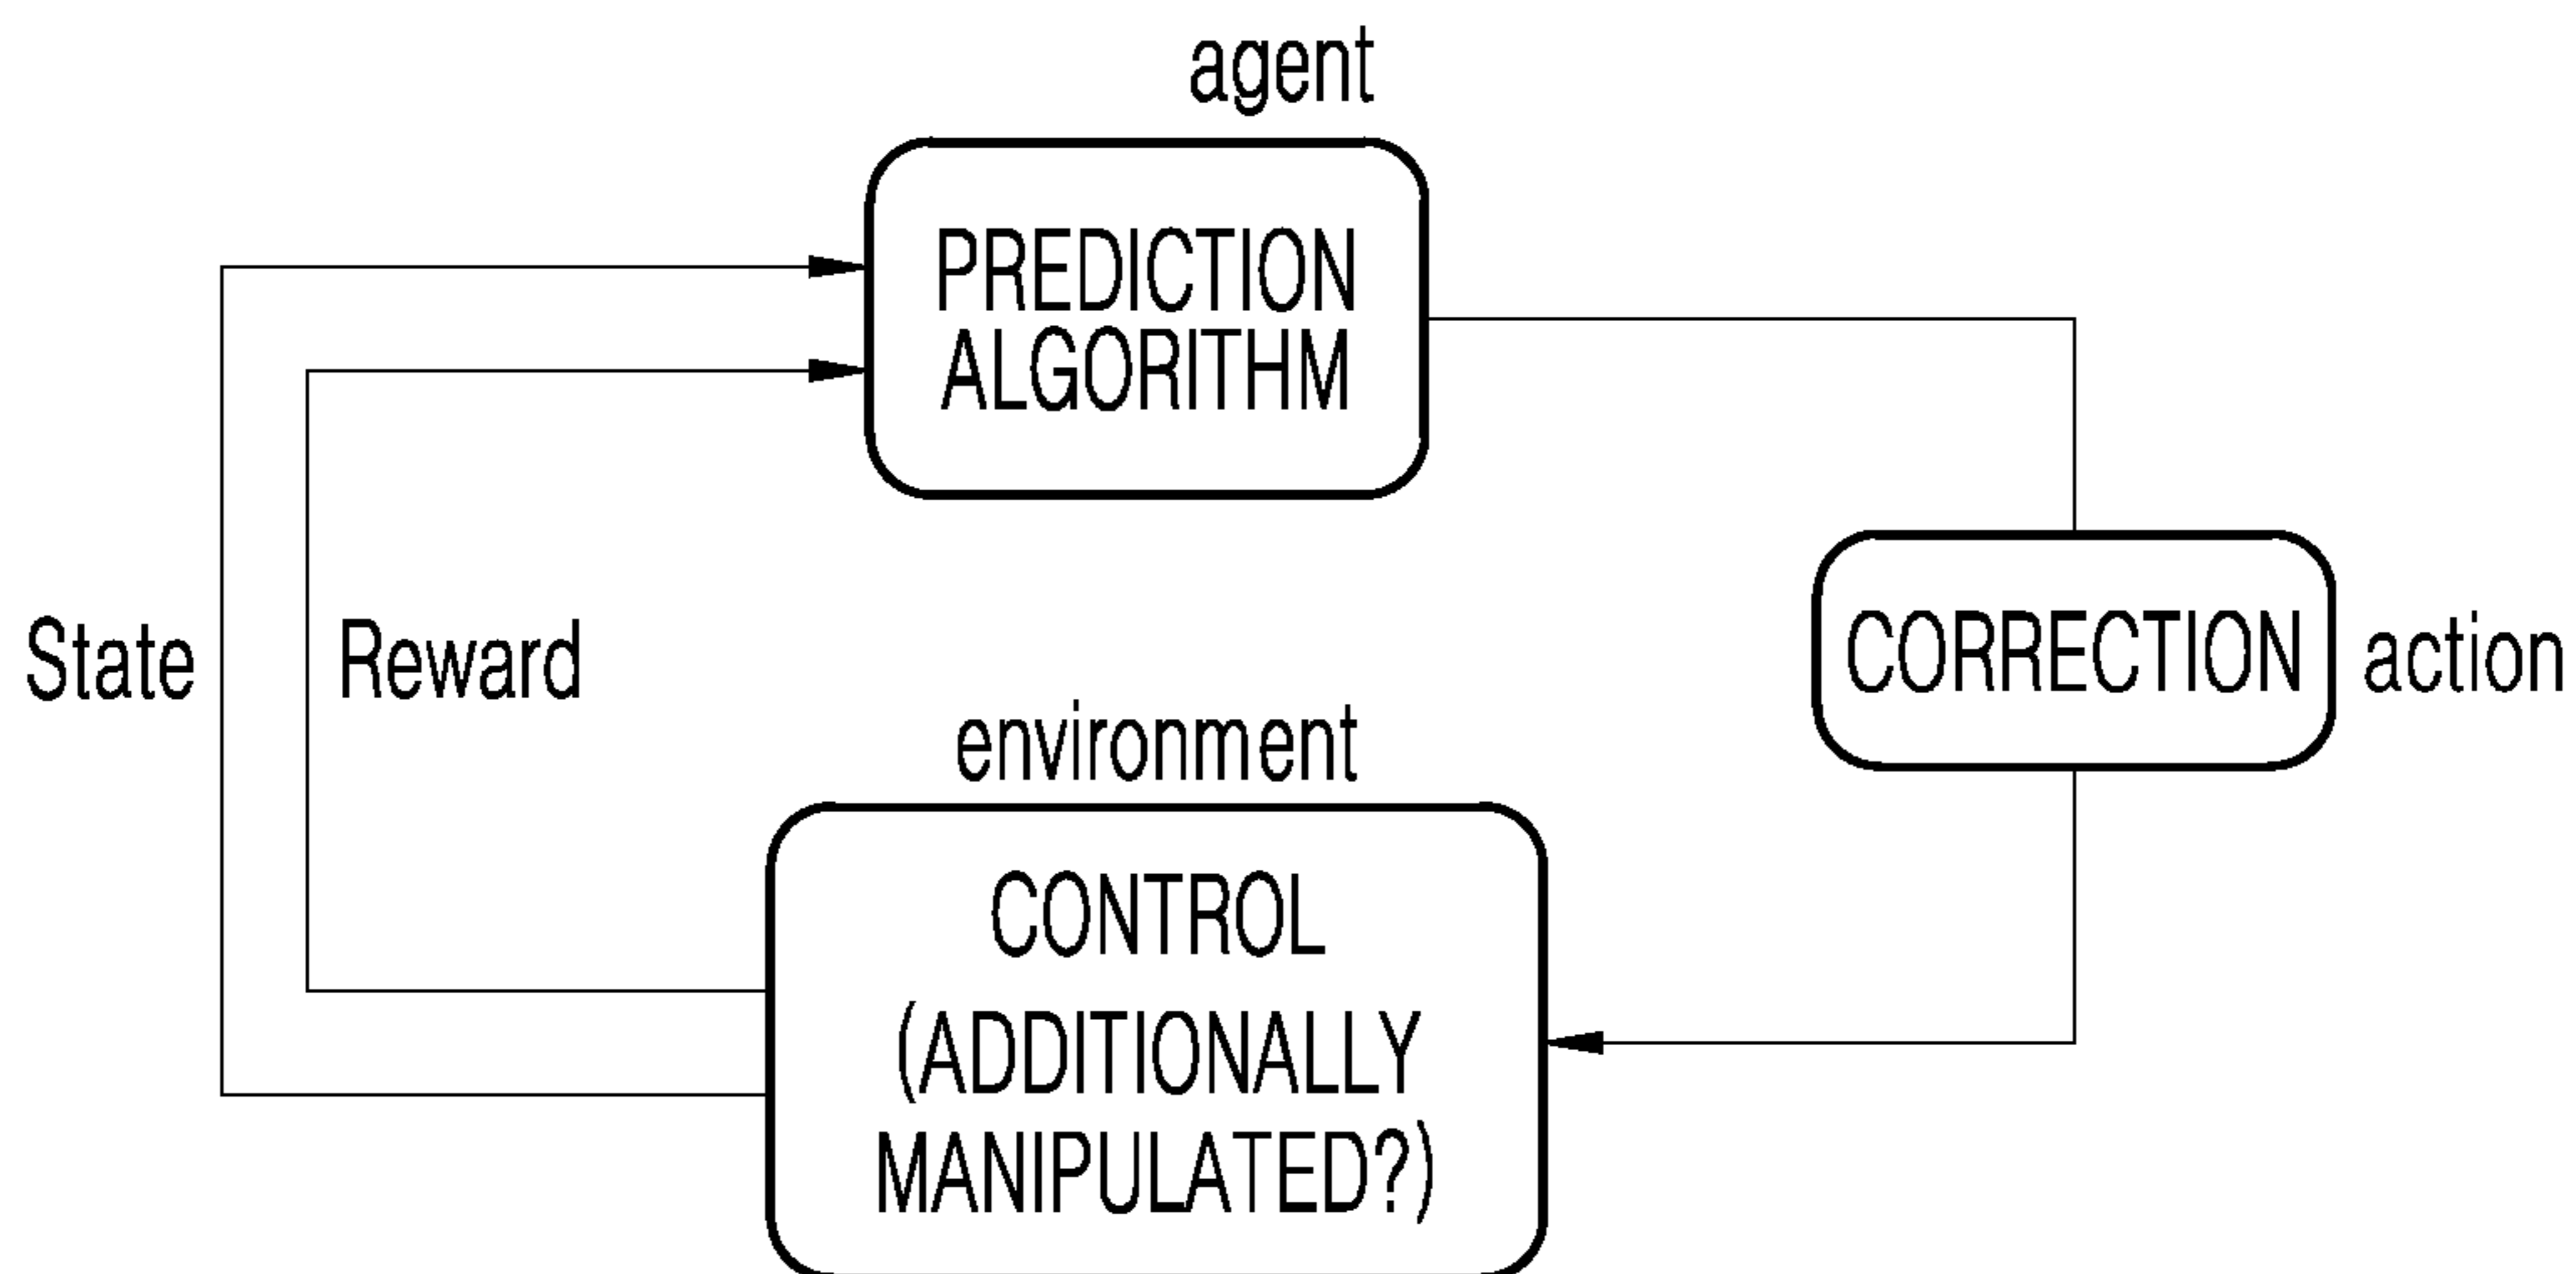 agent
PREDICTION
ALGORITHM
State
Reward
CORRECTION
action
environment
CONTROL
(ADDITIONALLY
MANIPULATED?)